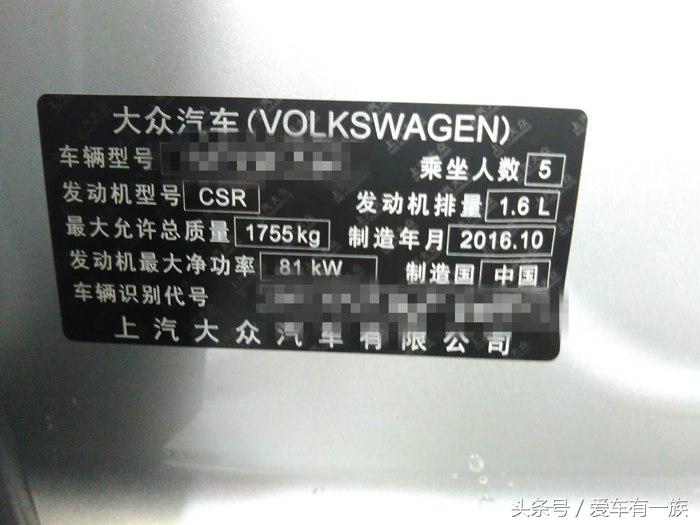 大众汽车(VOLKSWAGEN)
车辆型号 乘坐人数 5
发动机型号 CSR 发动机排量 1.6 L
最大允许总质量 1755kg 制造年月 2016.10
发动机最大净功率 81 kW 制造国 中国
车辆识别代号
上汽大众汽车有限公司
头条号 / 爱车有一族